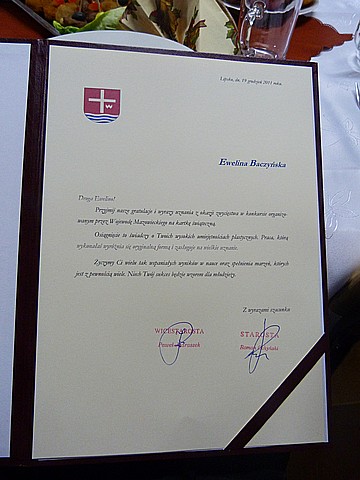 Lipsko, dn. 19 grudzień 2011 roku.
W
Ewelina Baczyńska
Droga Ewelino!
Przyjmij nasze gratulacje i wyrazy uznania z okazji zwycięstwa w konkursie organizo-
wanym przez Wojewodę Mazowieckiego na kartkę świąteczną.
Osiągnięcie to świadczy o Twoich wysokich umiejętnościach plastycznych. Praca, którą
wykonałaś wyróżnia się oryginalną formą i zasługuje na wielkie uznanie.
Życzymy Ci wielu tak wspaniałych wyników w nauce oraz spełnienia marzeń, których
jest z pewnością wiele. Niech Twój sukces będzie wzorem dla młodzieży.
Z wyrazami szacunku
WICESTAROSTA STAROSTA
Roman